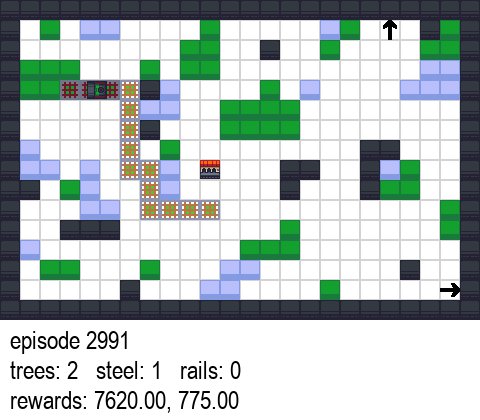 episode 2991
trees: 2 steel: 1 rails: 0
rewards: 7620.00, 775.00